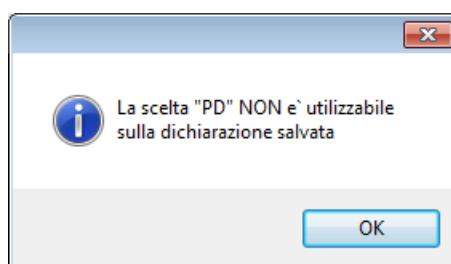 La scelta "PD" NON e` utilizzabile
sulla dichiarazione salvata
OK